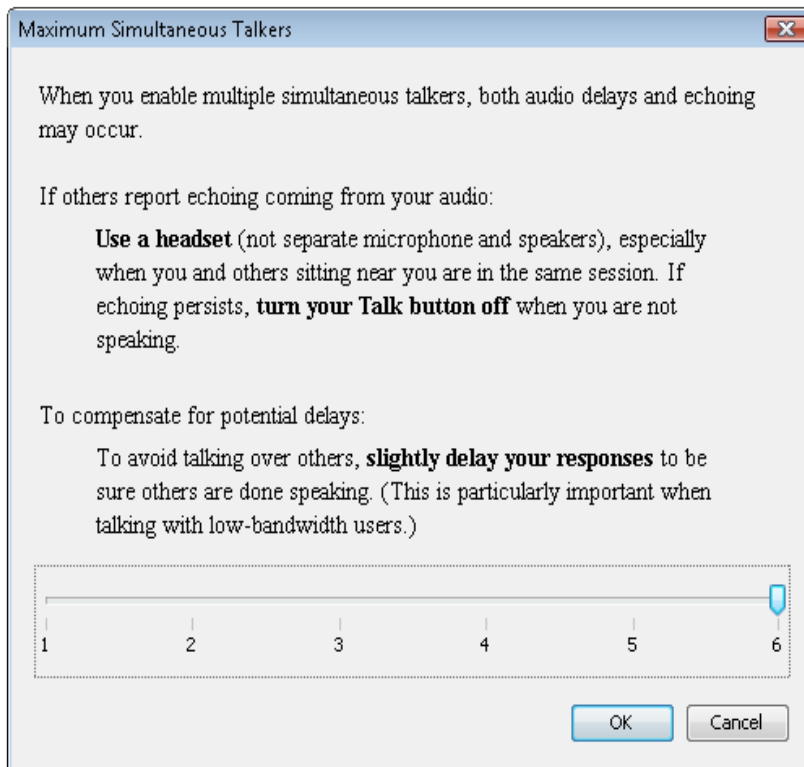 Maximum Simultaneous Talkers
When you enable multiple simultaneous talkers, both audio delays and echoing
may occur.
If others report echoing coming from your audio:
Use a headset (not separate microphone and speakers), especially
when you and others sitting near you are in the same session. If
echoing persists, turn your Talk button off when you are not
speaking.
To compensate for potential delays:
To avoid talking over others, slightly delay your responses to be
sure others are done speaking. (This is particularly important when
talking with low-bandwidth users.)
1 2 3 4 5 6
OK Cancel